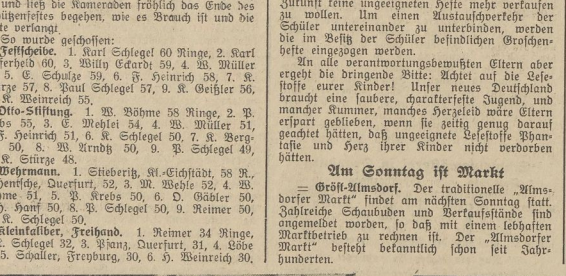 und ließ die Kameraden fröhlich das Ende des
ützenfestes begehen, wie es Brauch ist und die
te verlangt.
So wurde geschossen:
Festscheibe. 1. Karl Schlegel 60 Ringe, 2. Karl
ferheid 60, 3. Willy Eckardt 59, 4. W. Müller
5. E. Schulze 59, 6. F. Heinrich 58, 7. K.
rze 57, 8. Paul Schlegel 57, 9. K. Geißler 56,
K. Weinreich 55,
Otto-Stiftung. 1. W. Böhme 58 Ringe, 2. P.
bs 55, 3. E. Mehlei 54, 4. W. Müller 51,
F. Heinrich 51, 6. K. Schlegel 50, 7. K. Berg-
50, 8. W. Arndts 50, 9. P. Schlegel 49,
K. Stürze 48.
Wehrmann. 1. Stieberitz, Kl.-Eichstädt, 58 R.,
hentsche, Querfurt, 52, 3. M. Wehle 52, 4. W.
hme 51, 5. P. Krebs 50, 6. O. Gäbler 50,
H. Hanf 50, 8. P. Schlegel 50, 9. Reimer 50,
K. Schlegel 50.
Kleinkaliber, Freihand. 1. Reimer 34 Ringe,
2. Schlegel 32, 3. Pfanz, Querfurt, 31, 4. Löbe
5. Schaller, Freyburg, 30, 6. H. Weinreich 30,
Zukunft keine ungeeigneten Hefte mehr verkaufen
zu wollen. Um einen Austauschverkehr der
Schüler untereinander zu unterbinden, werden
die im Besitz der Schüler befindlichen Groschen-
hefte eingezogen werden.
An alle verantwortungsbewußten Eltern aber
ergeht die dringende Bitte: Achtet auf die Lese-
stoffe eurer Kinder! Unser neues Deutschland
braucht eine saubere, charakterfeste Jugend, und
mancher Kummer, manches Herzeleid wäre Eltern
erspart geblieben, wenn sie zeitig genug darauf
geachtet hätten, daß ungeeignete Lesestoffe Phan-
tasie und Herz ihrer Kinder nicht verdorben
hätten.
Am Sonntag ist Markt
= Gröst-Almsdorf. Der traditionelle „Alms-
dorfer Markt“ findet am nächsten Sonntag statt.
Zahlreiche Schaubuden und Verkaufsstände sind
angemeldet worden, so daß mit einem lebhaften
Marktbetrieb zu rechnen ist. Der „Almsdorfer
Markt“ besteht bekanntlich schon seit Jahr-
hunderten.